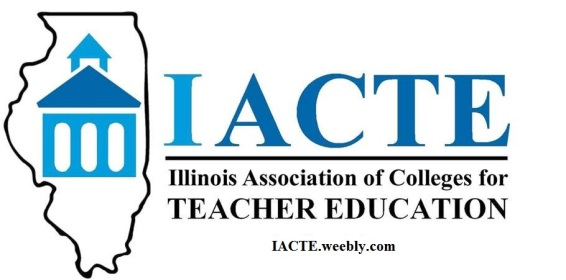 IACTE
Illinois Association of Colleges for
TEACHER EDUCATION
IACTE.weebly.com